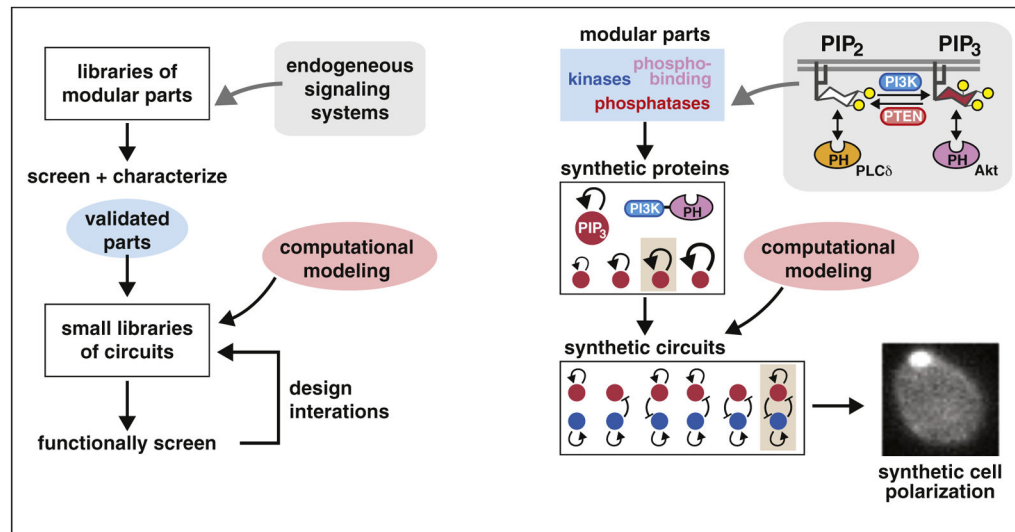 libraries of
modular parts
endogeneous
signaling
systems
screen + characterize
validated
parts
computational
modeling
small libraries
of circuits
design
interations
functionally screen
modular parts
kinases
phospho-
binding
phosphatases
PIP2
PIP3
PI3K
PTEN
PH
PLCδ
PH
Akt
synthetic proteins
PIP3
PI3K
PH
computational
modeling
synthetic circuits
synthetic cell
polarization